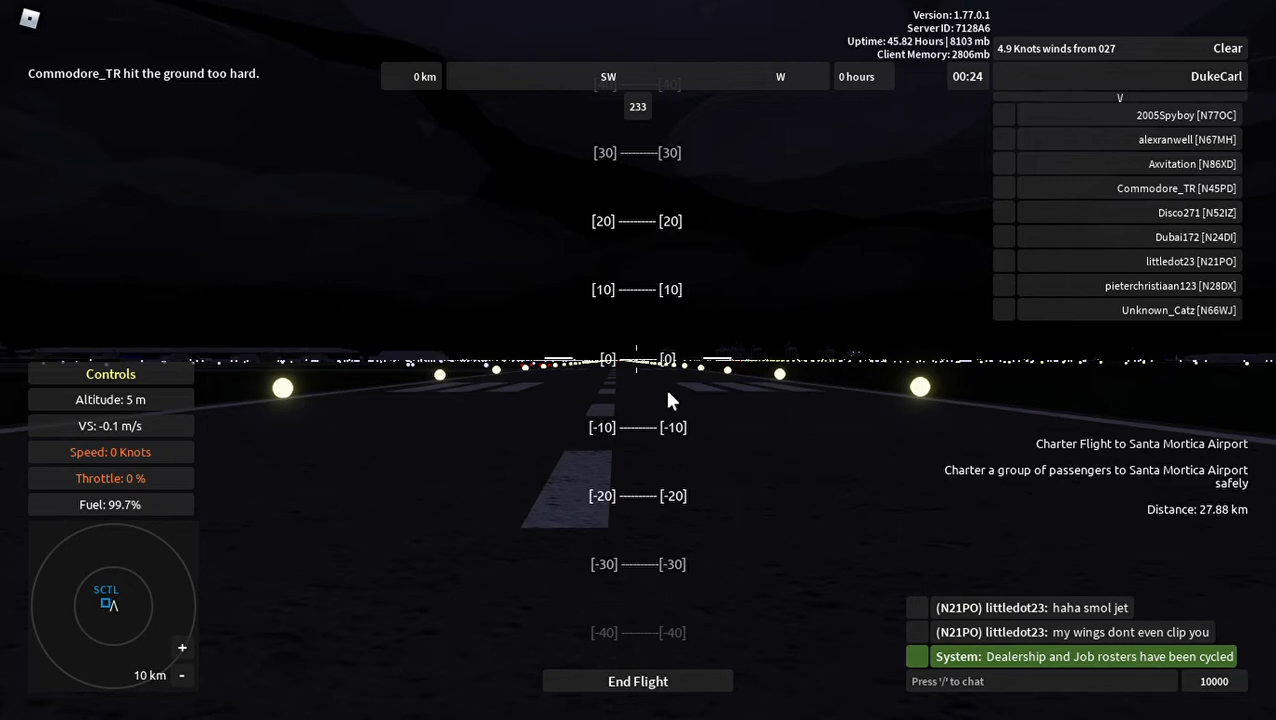 Version: 1.77.0.1
Server ID: 7128A6
Uptime: 45.82 Hours | 8103 mb
Client Memory: 2806mb
4.9 Knots winds from 027 Clear
Commodore_TR hit the ground too hard.
0 km SW W 0 hours 00:24 DukeCarl
[40] [40]
V
233
2005Spyboy [N77OC]
alexranwell [N67MH]
[30] ---------- [30]
Axvitation [N86XD]
Commodore_TR [N45PD]
Disco271 [N52IZ]
[20] ---------- [20]
Dubai172 [N24DI]
littledot23 [N21PO]
pieterchristiaan123 [N28DX]
[10] ---------- [10]
Unknown_Catz [N66WJ]
[0] [0]
Controls
Altitude: 5 m
VS: -0.1 m/s
[-10] ---------- [-10]
Speed: 0 Knots
Throttle: 0 %
Fuel: 99.7%
[-20] ---------- [-20]
Charter Flight to Santa Mortica Airport
Charter a group of passengers to Santa Mortica Airport
safely
Distance: 27.88 km
[-30] ---------- [-30]
SCTL
[-40] ---------- [-40]
+
10 km -
(N21PO) littledot23: haha smol jet
(N21PO) littledot23: my wings dont even clip you
System: Dealership and Job rosters have been cycled
End Flight
Press '/' to chat 10000